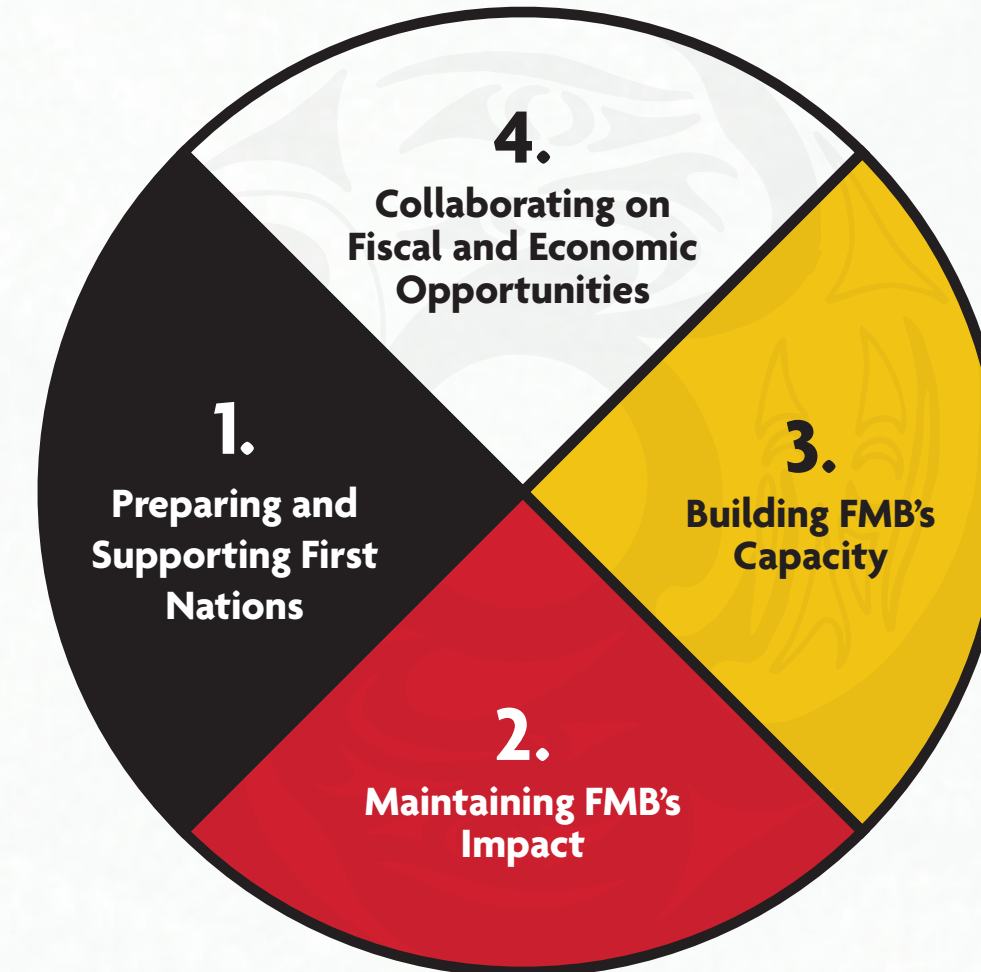 1.
Preparing and
Supporting First
Nations
2.
Maintaining FMB’s
Impact
3.
Building FMB’s
Capacity
4.
Collaborating on
Fiscal and Economic
Opportunities